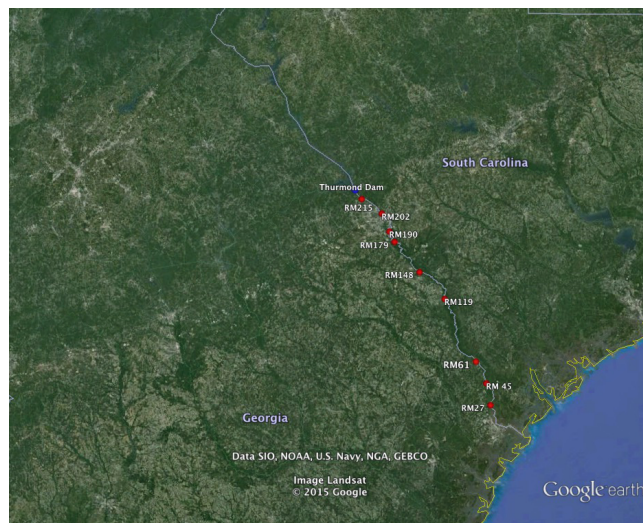 South Carolina
Thurmond Dam
RM215
RM202
RM190
RM179
RM148
RM119
RM61
RM 45
RM27
Georgia
Data SIO, NOAA, U.S. Navy, NGA, GEBCO
Image Landsat
© 2015 Google
Google earth